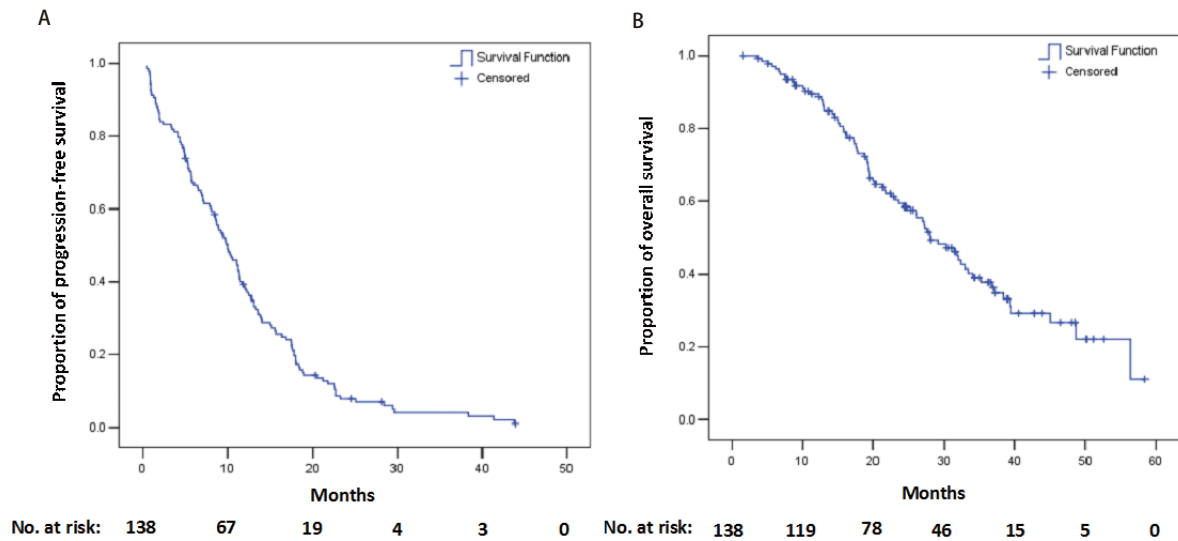 A
Survival Function
Censored
Proportion of progression-free survival
1.0
0.8
0.6
0.4
0.2
0.0
0 10 20 30 40 50
Months
No. at risk: 138 67 19 4 3 0
B
Survival Function
Censored
Proportion of overall survival
1.0
0.8
0.6
0.4
0.2
0.0
0 10 20 30 40 50 60
Months
No. at risk: 138 119 78 46 15 5 0